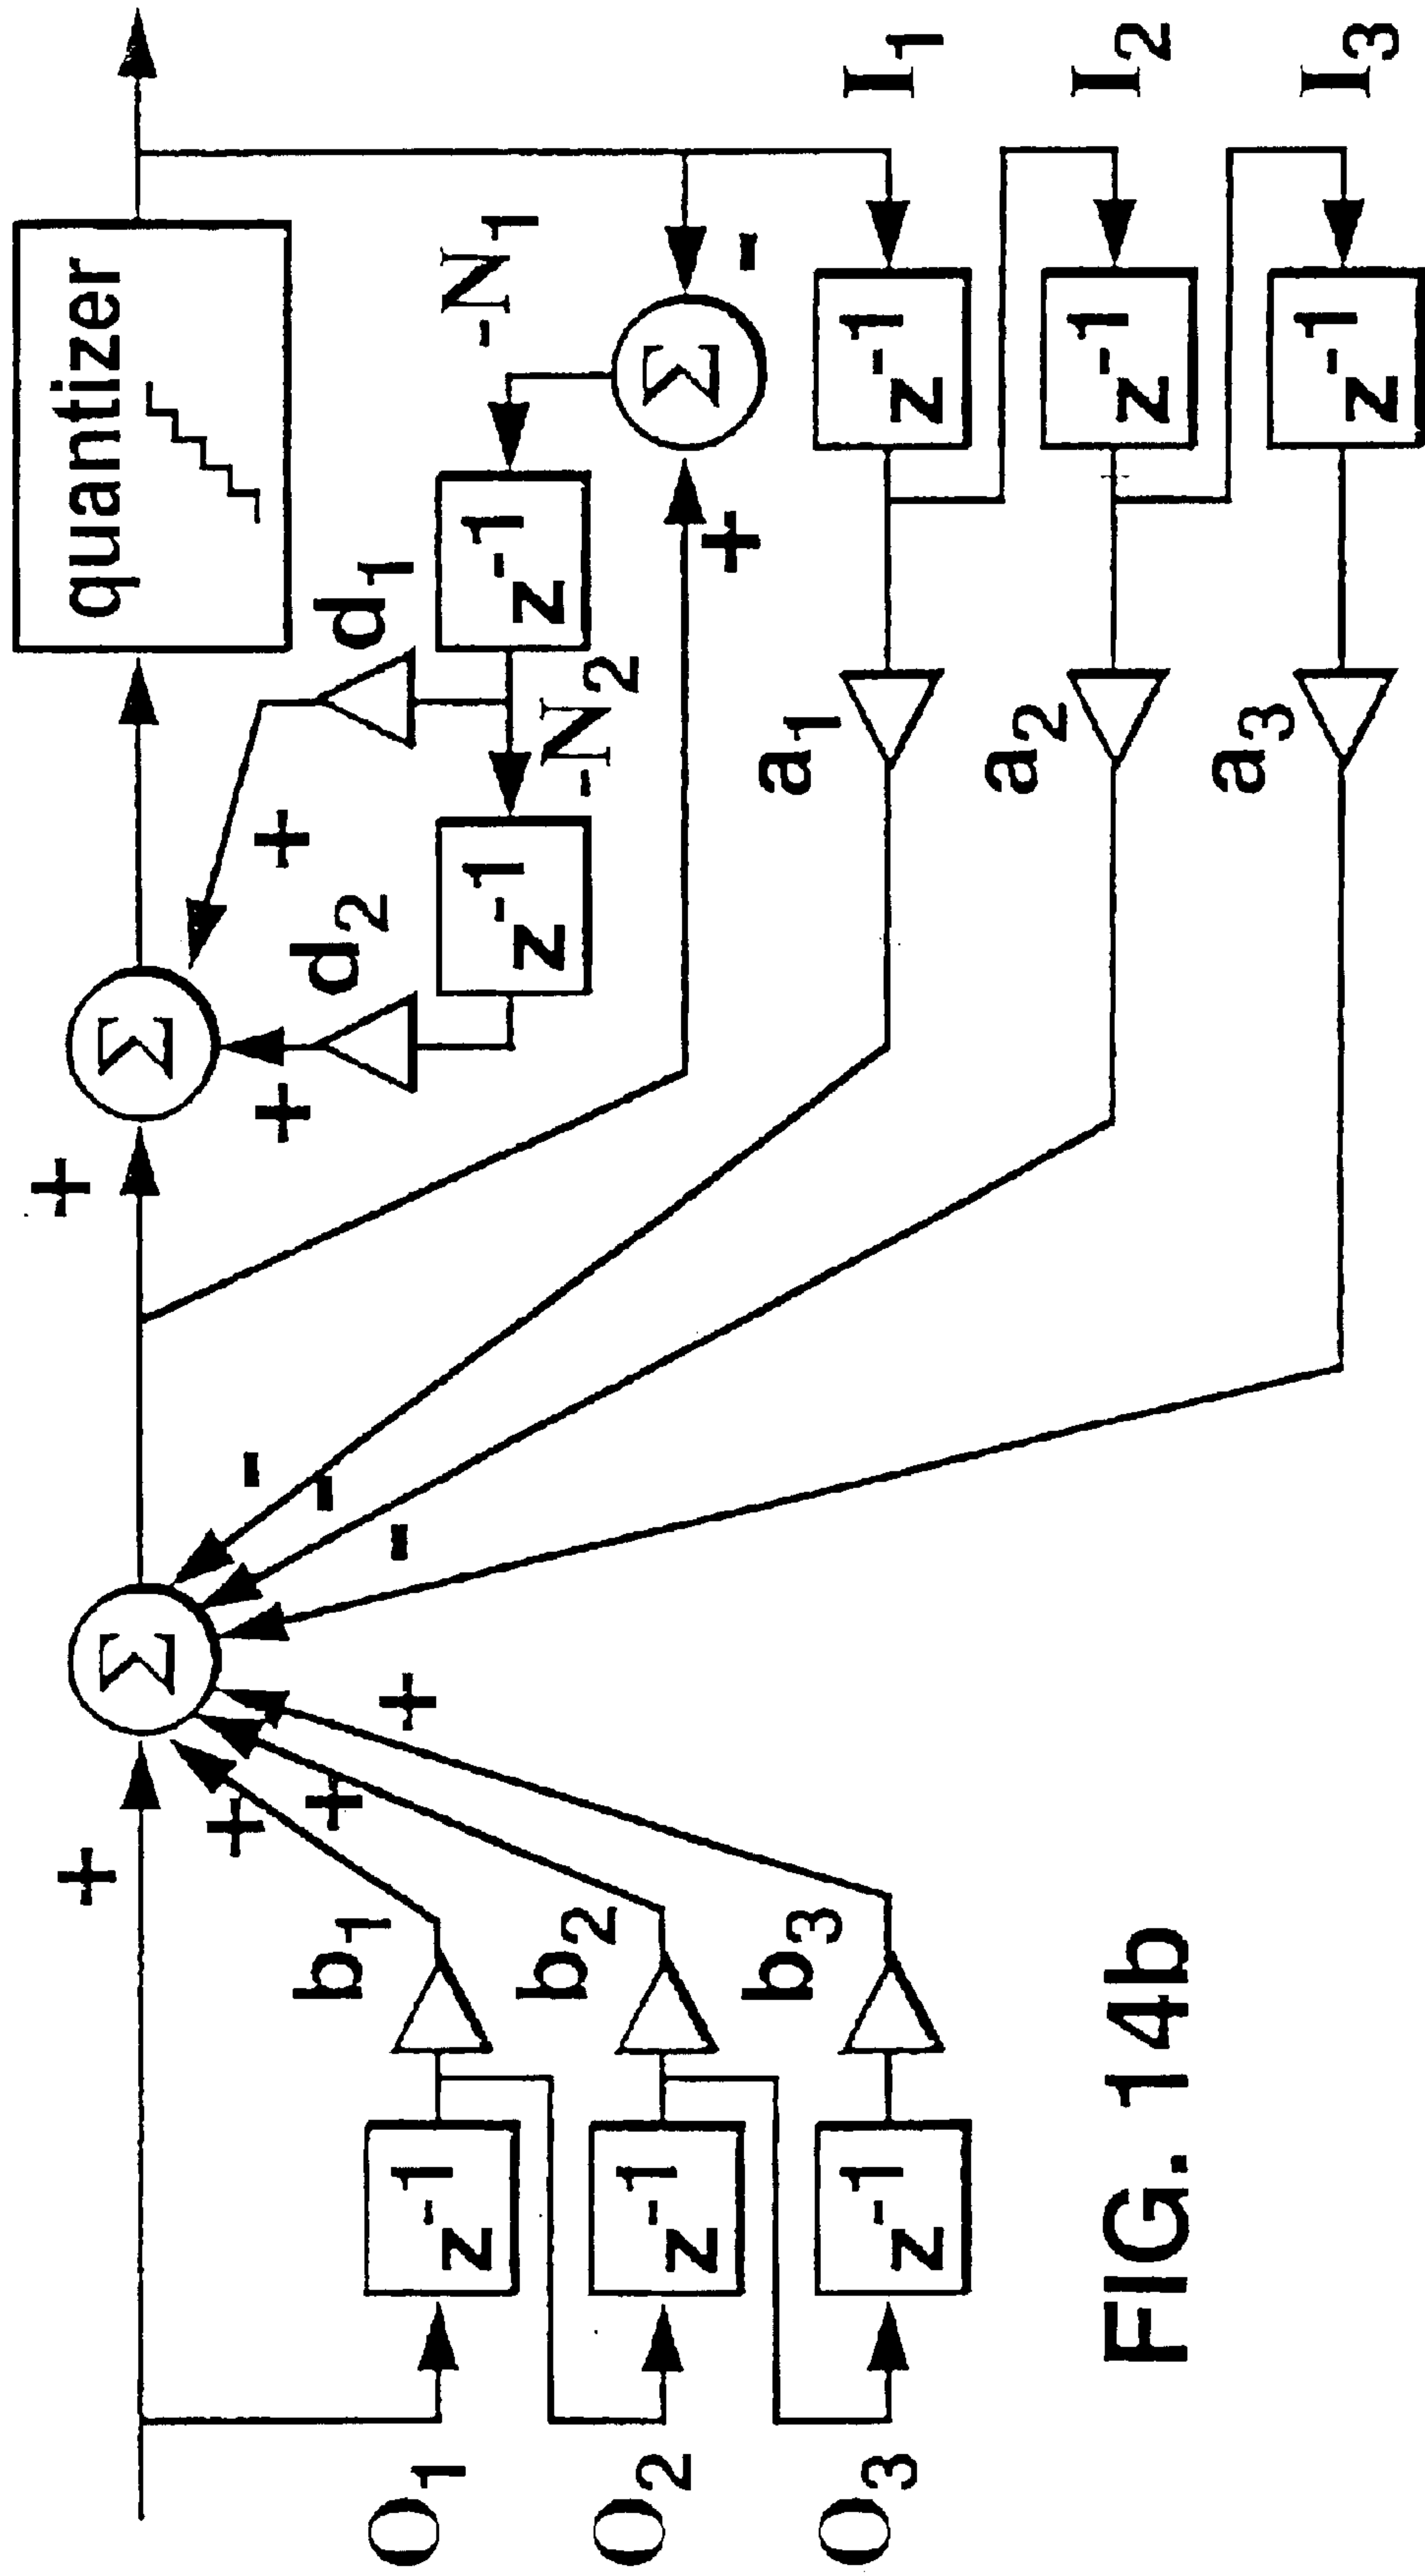 quantizer
+
Σ
+
Σ
+
+
d₂
+
d₁
-N₁
z⁻¹
-N₂
z⁻¹
+
Σ
-
-
-
-
+
+
+
O₁
z⁻¹
b₁
a₁
z⁻¹
I₁
O₂
z⁻¹
b₂
a₂
z⁻¹
I₂
O₃
z⁻¹
b₃
a₃
z⁻¹
I₃
FIG. 14b